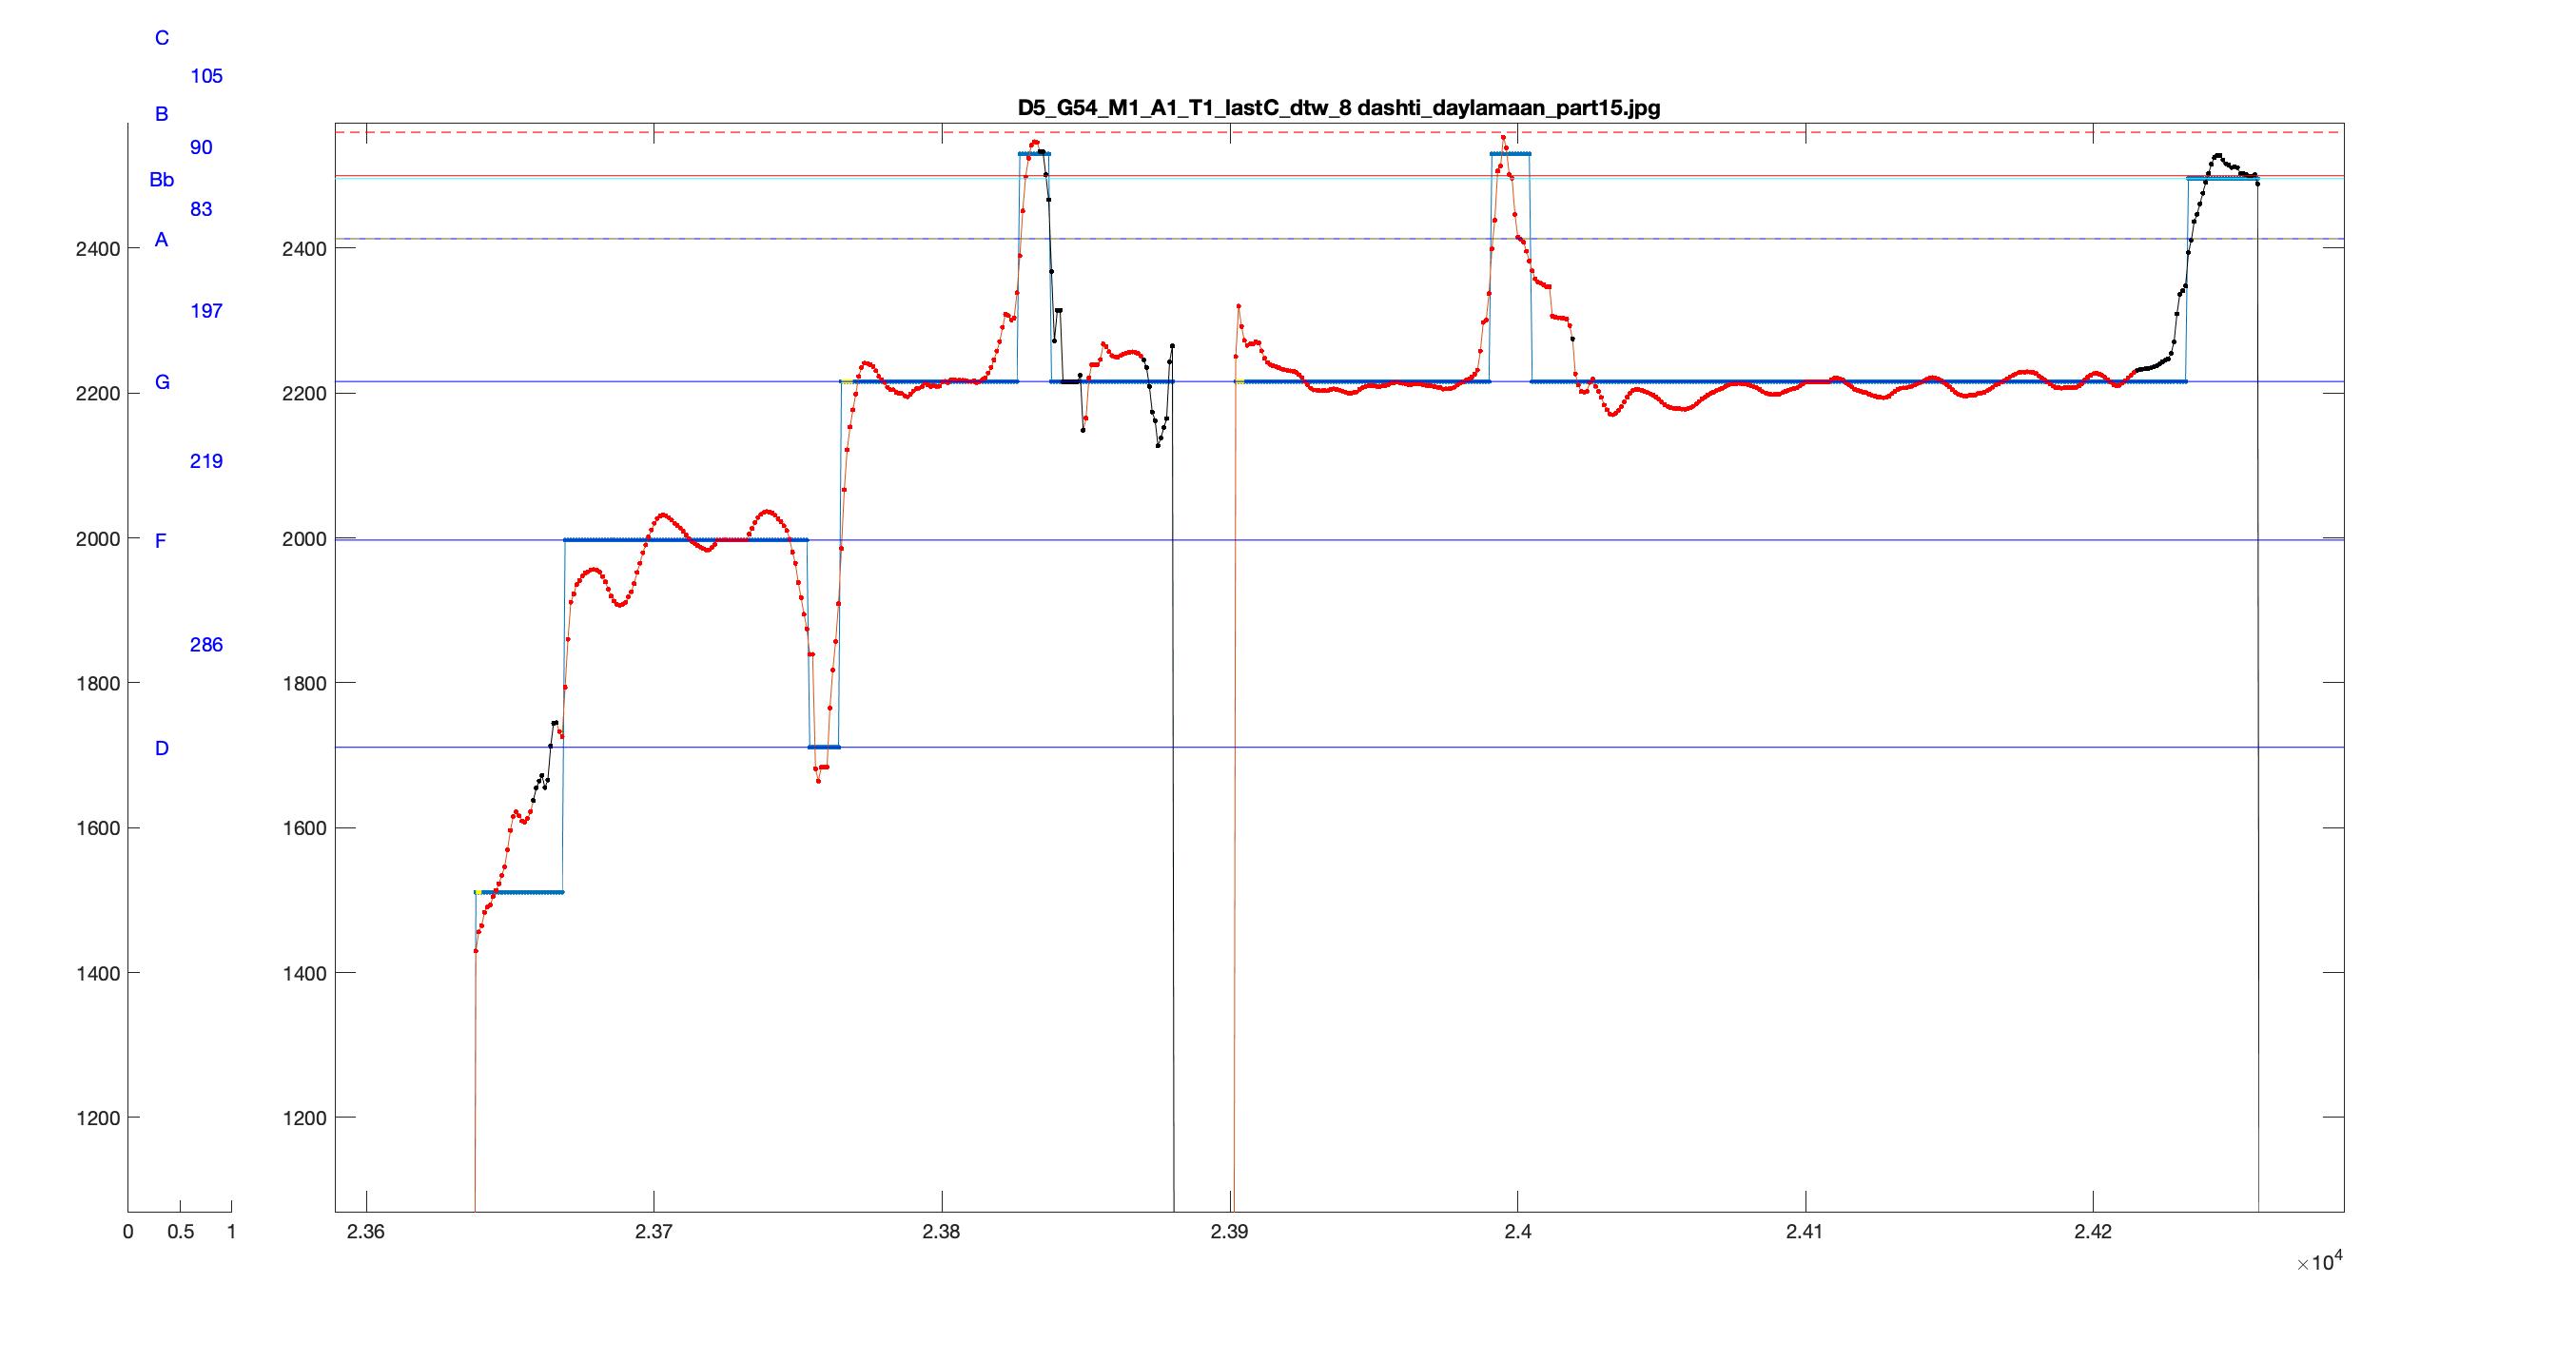 C
105
B
D5_G54_M1_A1_T1_lastC_dtw_8 dashti_daylamaan_part15.jpg
90
Bb
83
A
2400 2400
197
G
2200 2200
219
F
2000 2000
286
1800 1800
D
1600 1600
1400 1400
1200 1200
0 0.5 1 2.36 2.37 2.38 2.39 2.4 2.41 2.42
×10⁴